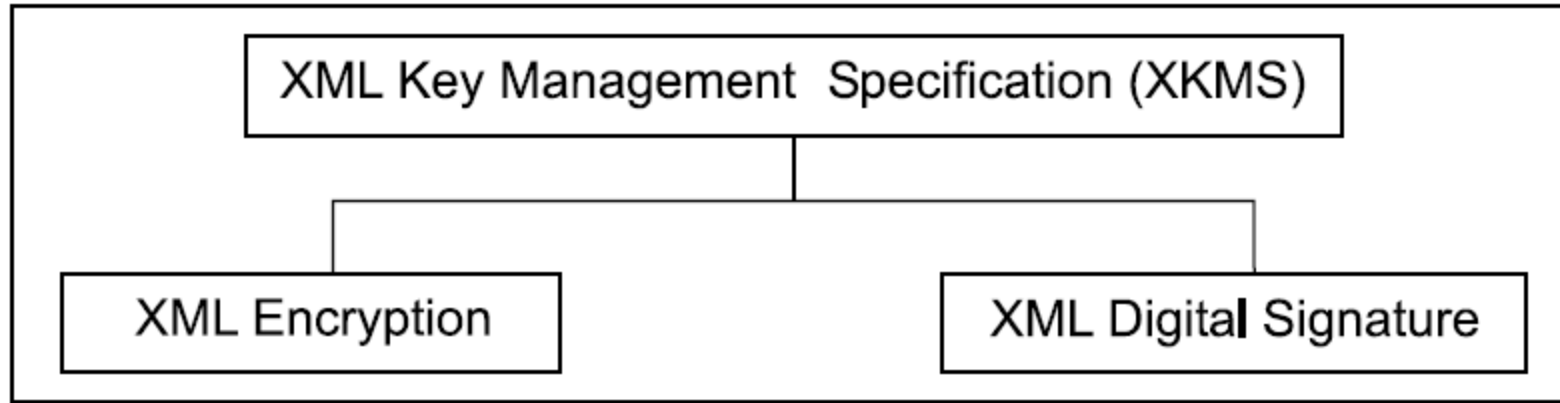 XML Key Management  Specification (XKMS)
XML Encryption
XML Digital Signature